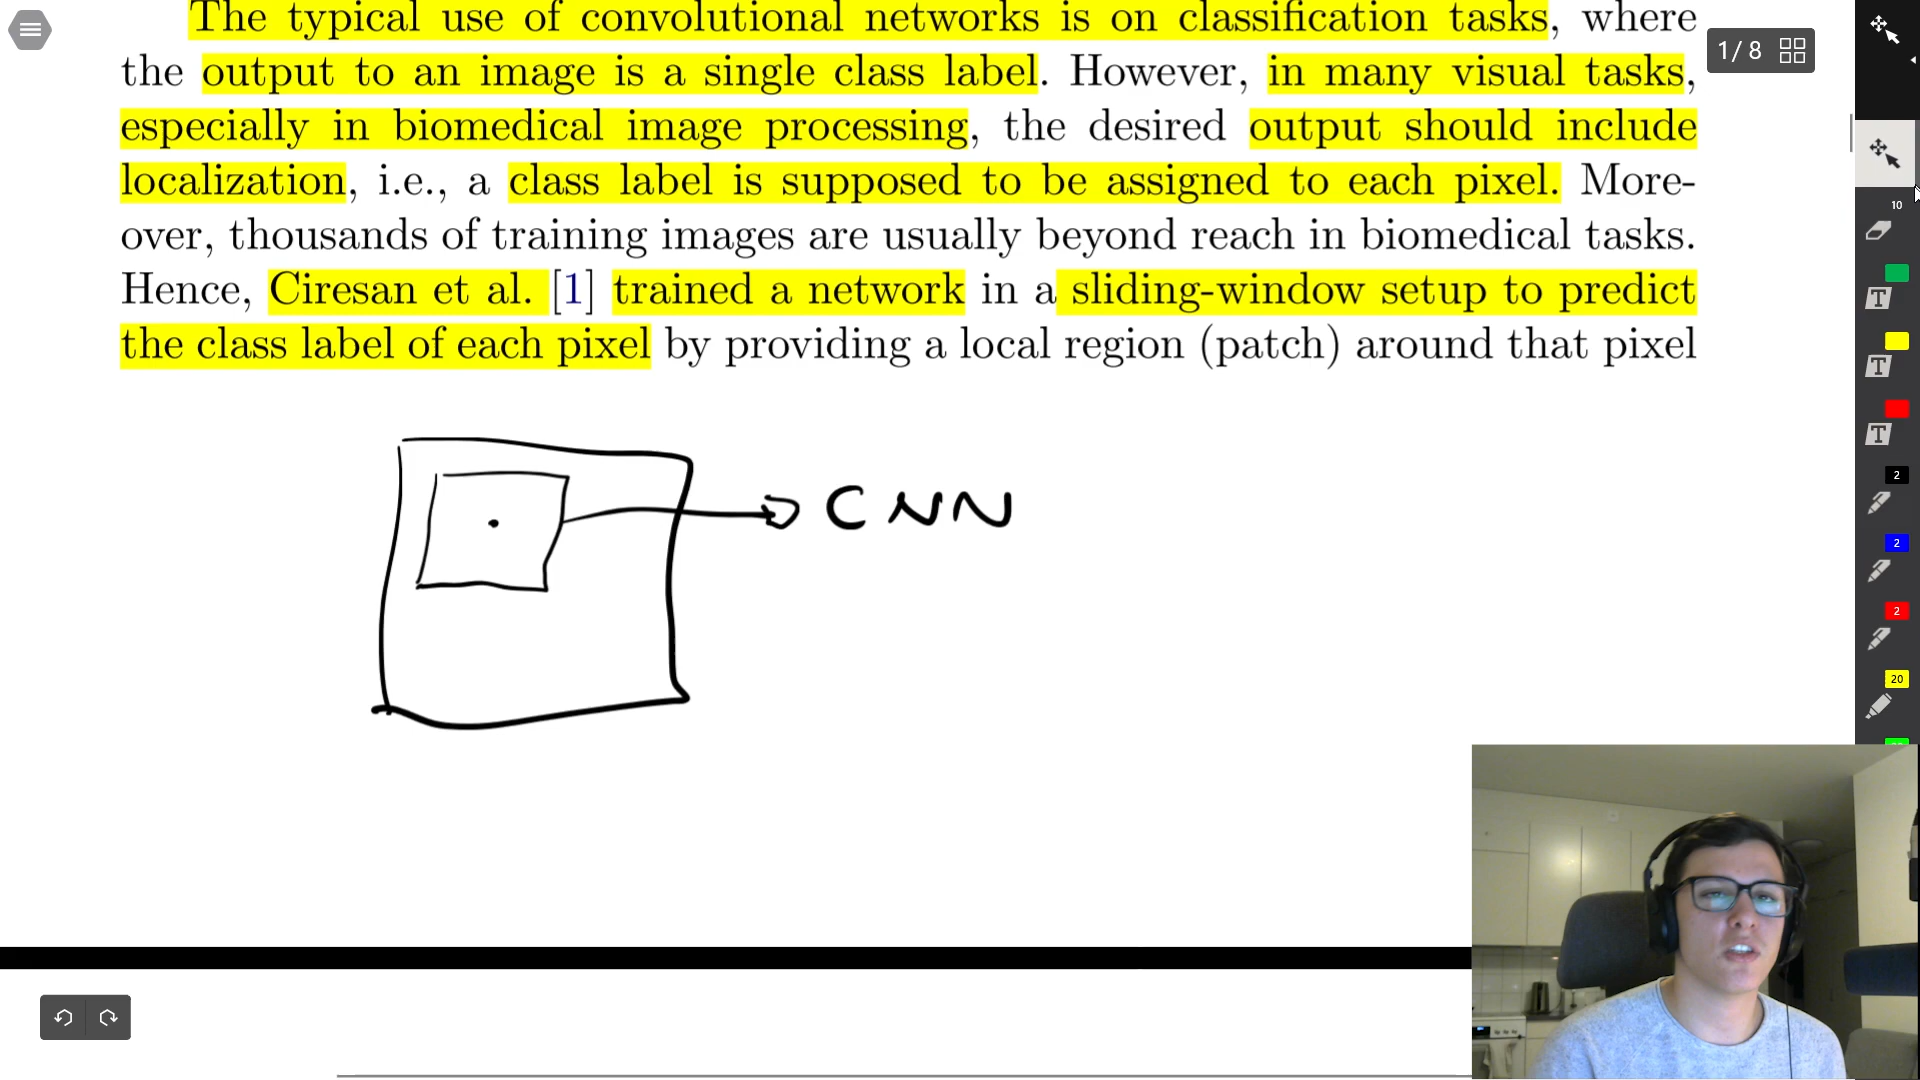 The typical use of convolutional networks is on classification tasks, where
the output to an image is a single class label. However, in many visual tasks,
especially in biomedical image processing, the desired output should include
localization, i.e., a class label is supposed to be assigned to each pixel. More-
over, thousands of training images are usually beyond reach in biomedical tasks.
Hence, Ciresan et al. [1] trained a network in a sliding-window setup to predict
the class label of each pixel by providing a local region (patch) around that pixel
CNN
1/8
10
T
T
T
2
2
2
20